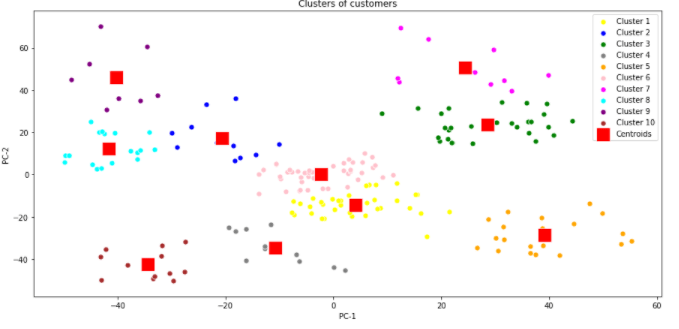 Clusters of customers
Cluster 1
Cluster 2
Cluster 3
Cluster 4
Cluster 5
Cluster 6
Cluster 7
Cluster 8
Cluster 9
Cluster 10
Centroids
PC-2
60
40
20
0
−20
−40
−40
−20
0
20
40
60
PC-1